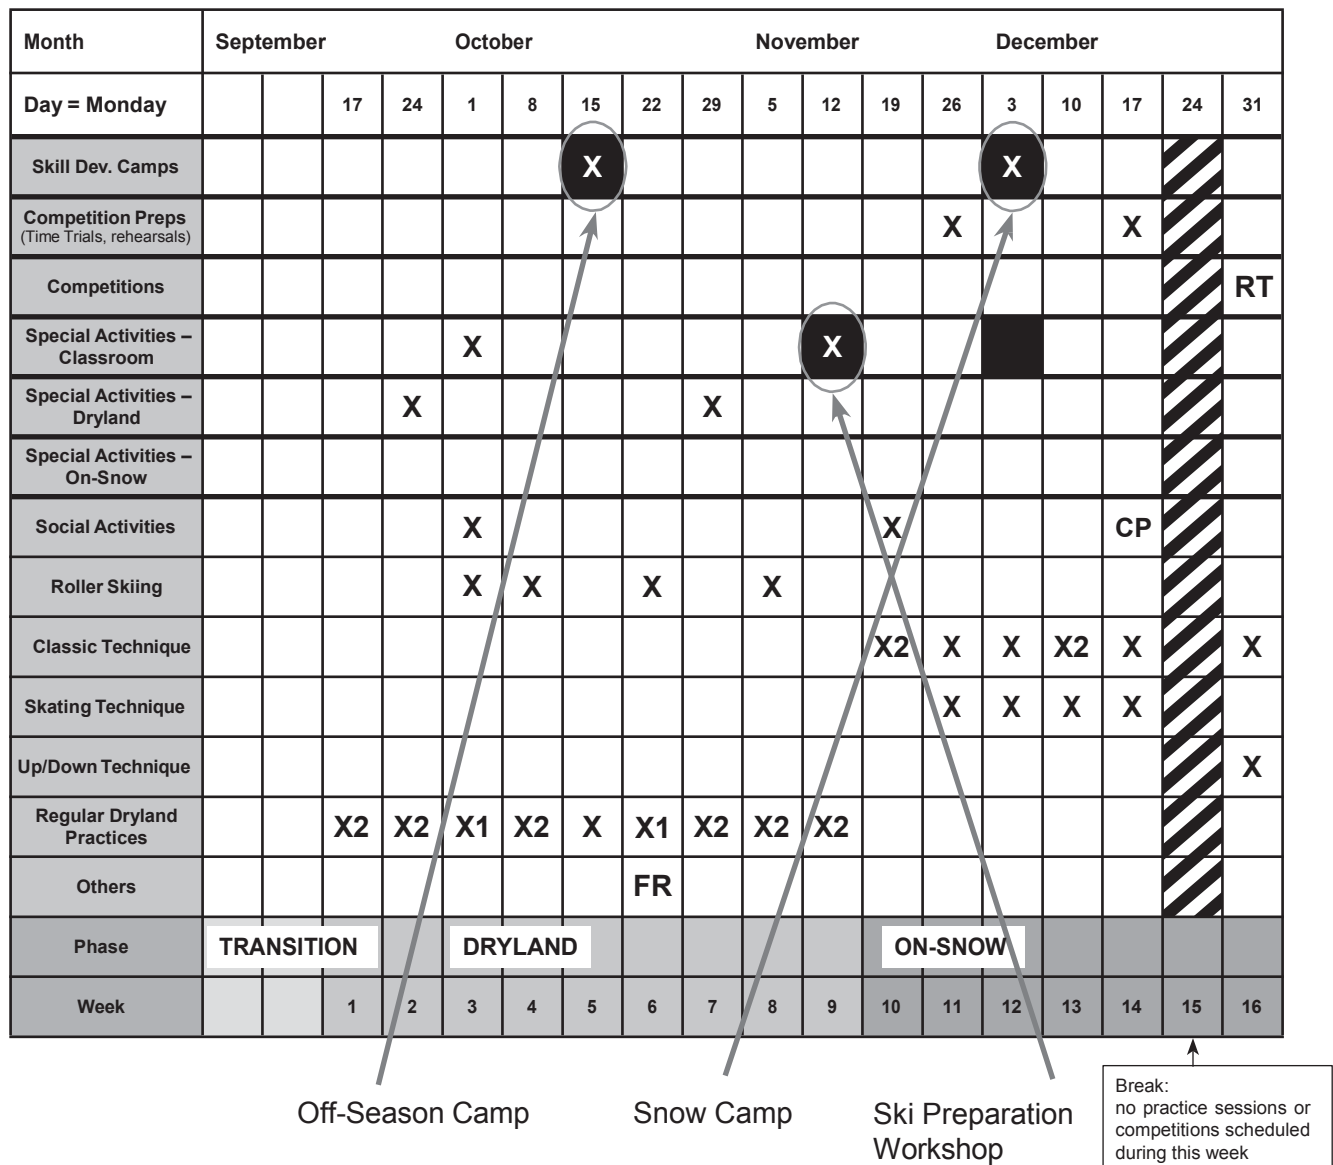 Month September October November December
Day = Monday 17 24 1 8 15 22 29 5 12 19 26 3 10 17 24 31
Skill Dev. Camps X X
Competition Preps
(Time Trials, rehearsals) X X
Competitions RT
Special Activities –
Classroom X X
Special Activities –
Dryland X X
Special Activities –
On-Snow
Social Activities X X CP
Roller Skiing X X X X
Classic Technique X2 X X X2 X X
Skating Technique X X X X
Up/Down Technique X
Regular Dryland
Practices X2 X2 X1 X2 X X1 X2 X2 X2
Others FR
Phase TRANSITION DRYLAND ON-SNOW
Week 1 2 3 4 5 6 7 8 9 10 11 12 13 14 15 16
Off-Season Camp
Snow Camp
Ski Preparation
Workshop
Break:
no practice sessions or
competitions scheduled
during this week